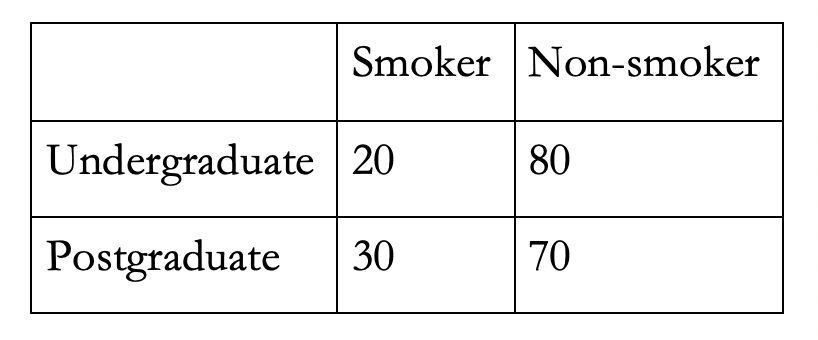 Smoker Non-smoker
Undergraduate 20 80
Postgraduate 30 70